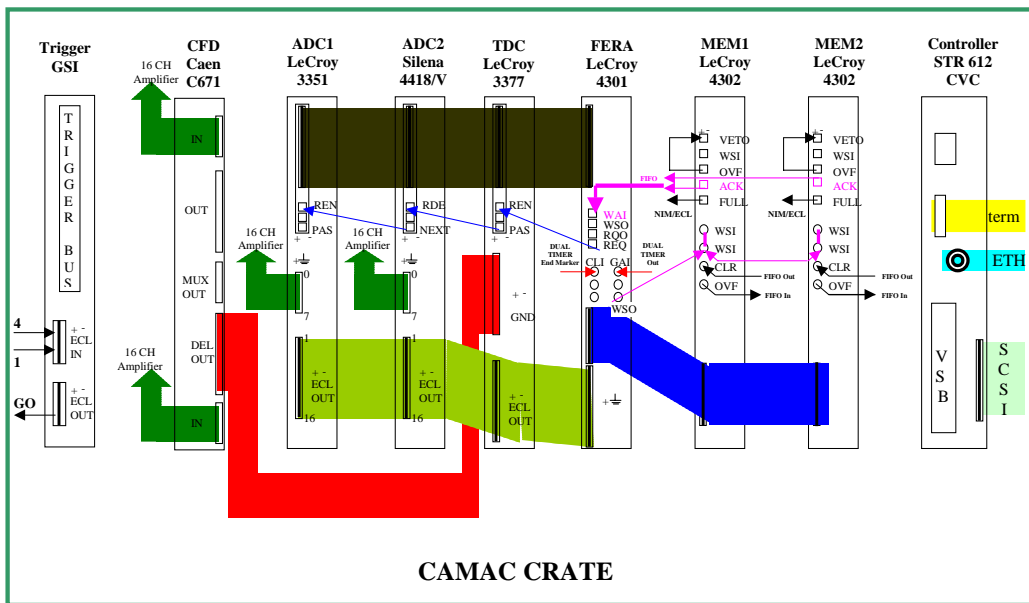 Trigger
GSI
CFD
Caen
C671
ADC1
LeCroy
3351
ADC2
Silena
4418/V
TDC
LeCroy
3377
FERA
LeCroy
4301
MEM1
LeCroy
4302
MEM2
LeCroy
4302
Controller
STR 612
CVC
16 CH
Amplifier
TRIGGER BUS
4
1
+ -
ECL
IN
GO
+ -
ECL
OUT
IN
OUT
MUX
OUT
DEL
OUT
16 CH
Amplifier
IN
REN
PAS
+ -
16 CH
Amplifier
0
7
1
+ -
ECL
OUT
16
RDE
NEXT
+ -
16 CH
Amplifier
0
7
1
+ -
ECL
OUT
16
REN
PAS
+ -
+ -
GND
+ -
ECL
OUT
FIFO
WAI
WSO
RQO
REQ
DUAL
TIMER
End Marker
CLI
GAI
DUAL
TIMER
Out
WSO
+
+ -
VETO
WSI
OVF
ACK
FULL
NIM/ECL
WSI
WSI
CLR
FIFO Out
OVF
FIFO In
+ -
VETO
WSI
OVF
ACK
FULL
NIM/ECL
WSI
WSI
CLR
FIFO Out
OVF
FIFO In
term
ETH
VSB
SCSI
CAMAC CRATE